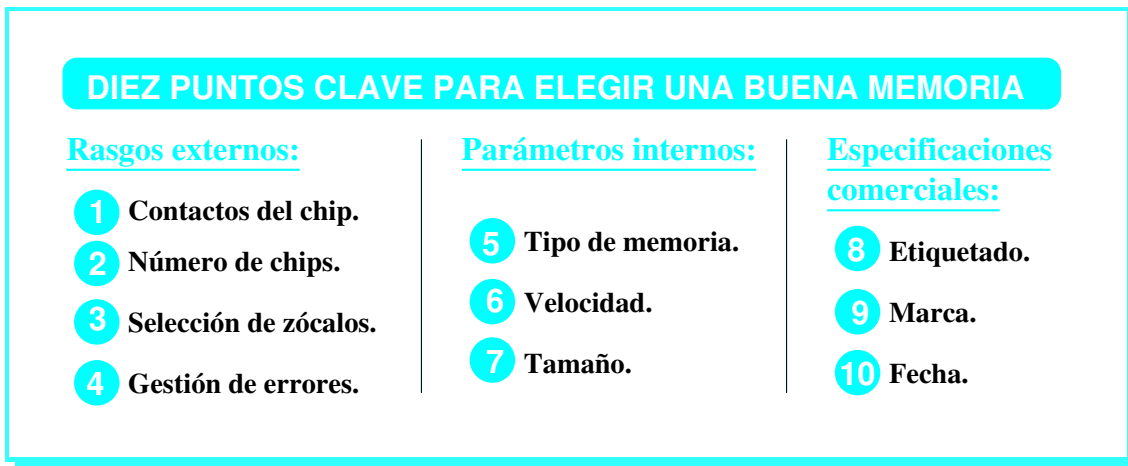 DIEZ PUNTOS CLAVE PARA ELEGIR UNA BUENA MEMORIA
Rasgos externos:
1 Contactos del chip.
2 Número de chips.
3 Selección de zócalos.
4 Gestión de errores.
Parámetros internos:
5 Tipo de memoria.
6 Velocidad.
7 Tamaño.
Especificaciones
comerciales:
8 Etiquetado.
9 Marca.
10 Fecha.